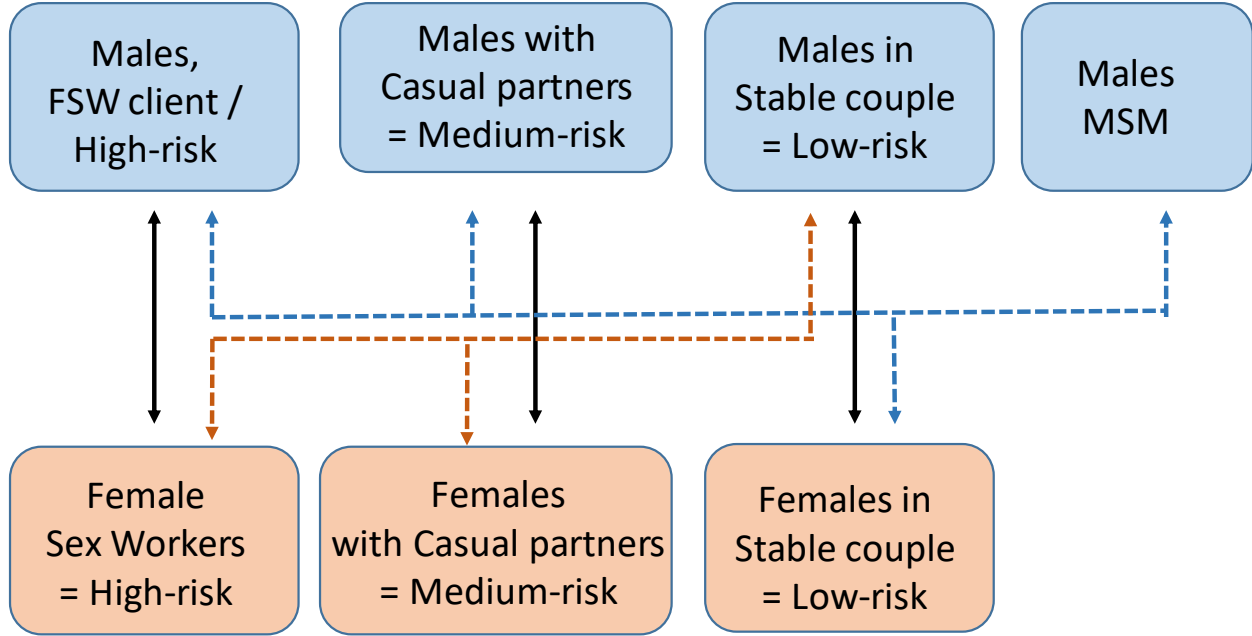 Males,
FSW client /
High-risk
Males with
Casual partners
= Medium-risk
Males in
Stable couple
= Low-risk
Males
MSM
Female
Sex Workers
= High-risk
Females
with Casual partners
= Medium-risk
Females in
Stable couple
= Low-risk